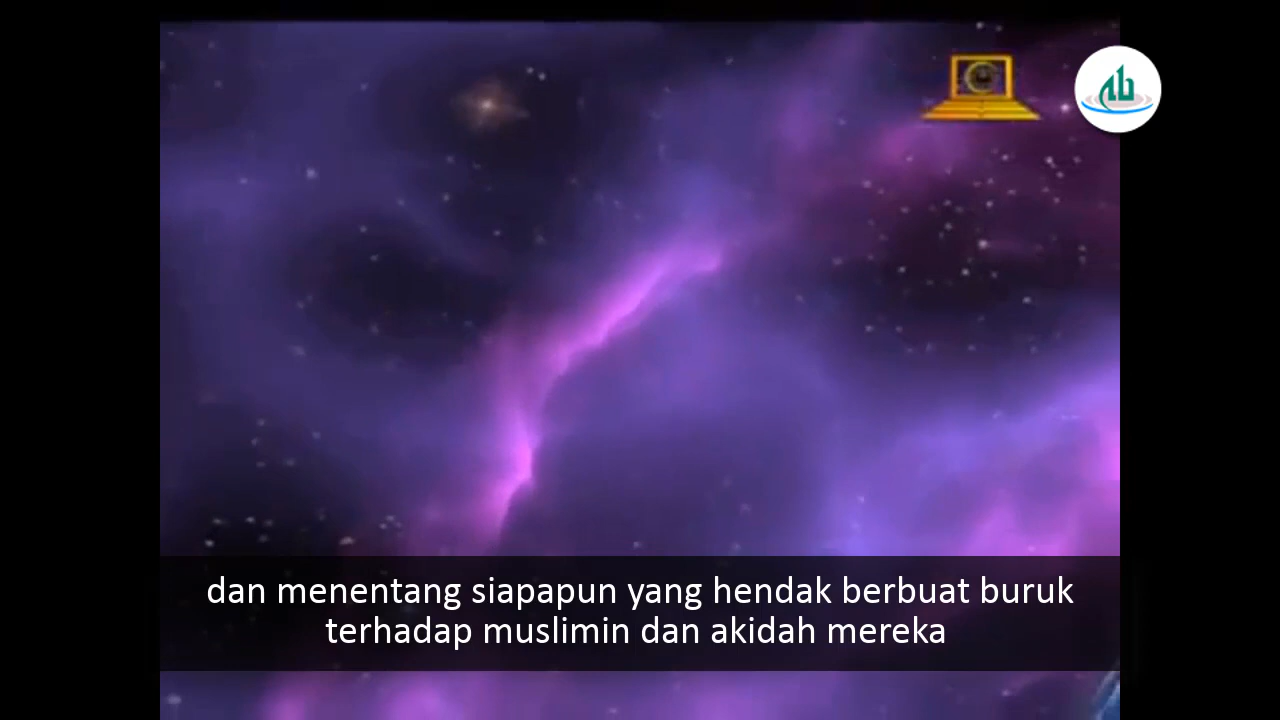 dan menentang siapapun yang hendak berbuat buruk
terhadap muslimin dan akidah mereka